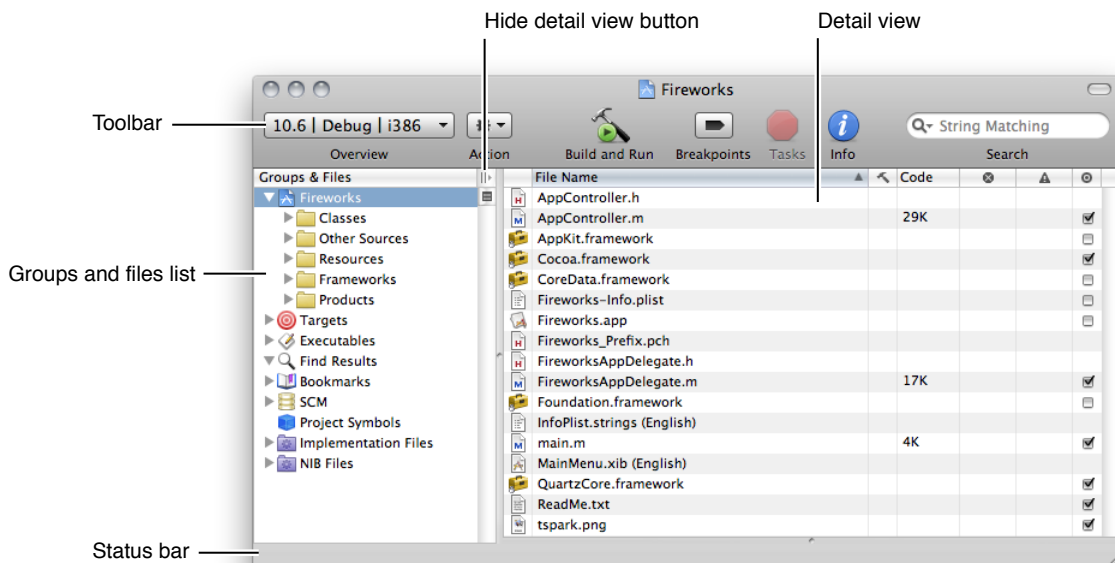 Hide detail view button
Detail view
Fireworks
Toolbar
10.6 | Debug | i386
String Matching
Overview
Action
Build and Run
Breakpoints
Tasks
Info
Search
Groups & Files
File Name
Code
Fireworks
AppController.h
Classes
AppController.m
29K
Other Sources
AppKit.framework
Groups and files list
Resources
Cocoa.framework
Frameworks
CoreData.framework
Products
Fireworks-Info.plist
Targets
Fireworks.app
Executables
Fireworks_Prefix.pch
Find Results
FireworksAppDelegate.h
Bookmarks
FireworksAppDelegate.m
17K
SCM
Foundation.framework
Project Symbols
InfoPlist.strings (English)
Implementation Files
main.m
4K
NIB Files
MainMenu.xib (English)
QuartzCore.framework
ReadMe.txt
tspark.png
Status bar